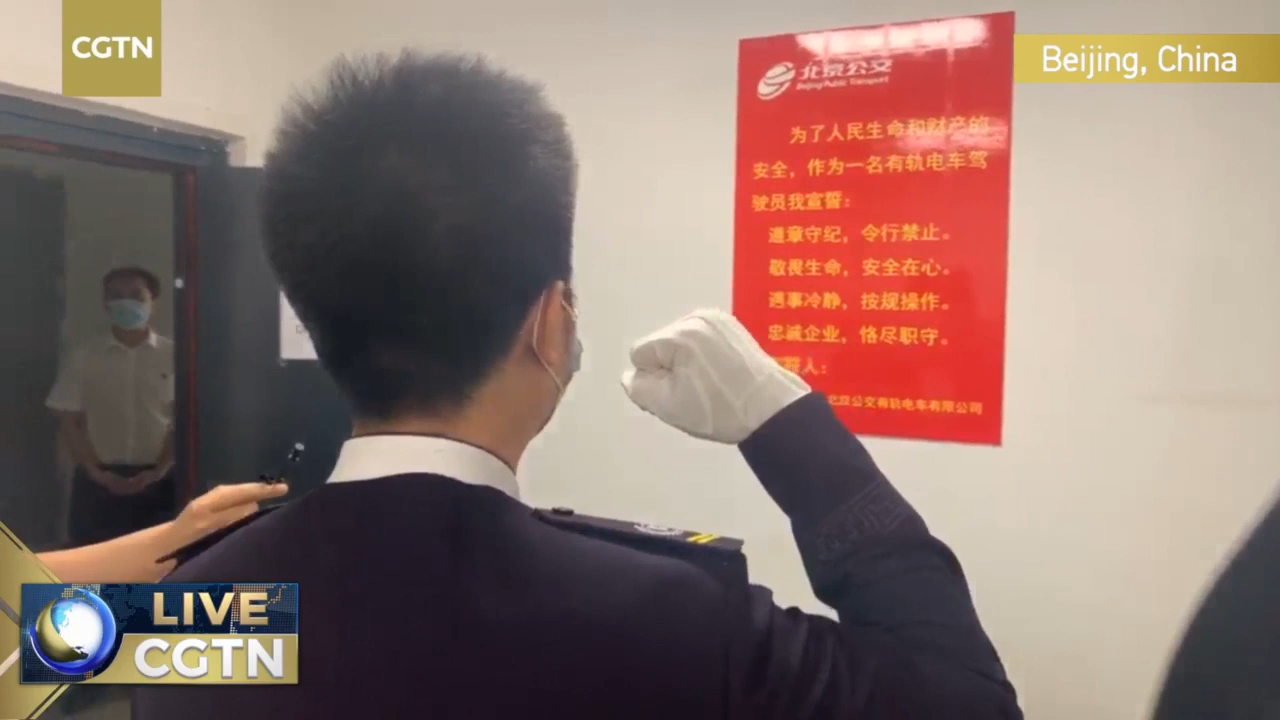 CGTN
Beijing, China
北京公交
Beijing Public Transport
为了人民生命和财产的
安全，作为一名有轨电车驾
驶员我宣誓：
遵章守纪，令行禁止。
敬畏生命，安全在心。
遇事冷静，按规操作。
忠诚企业，恪尽职守。
人：
北京公交有轨电车有限公司
LIVE
CGTN